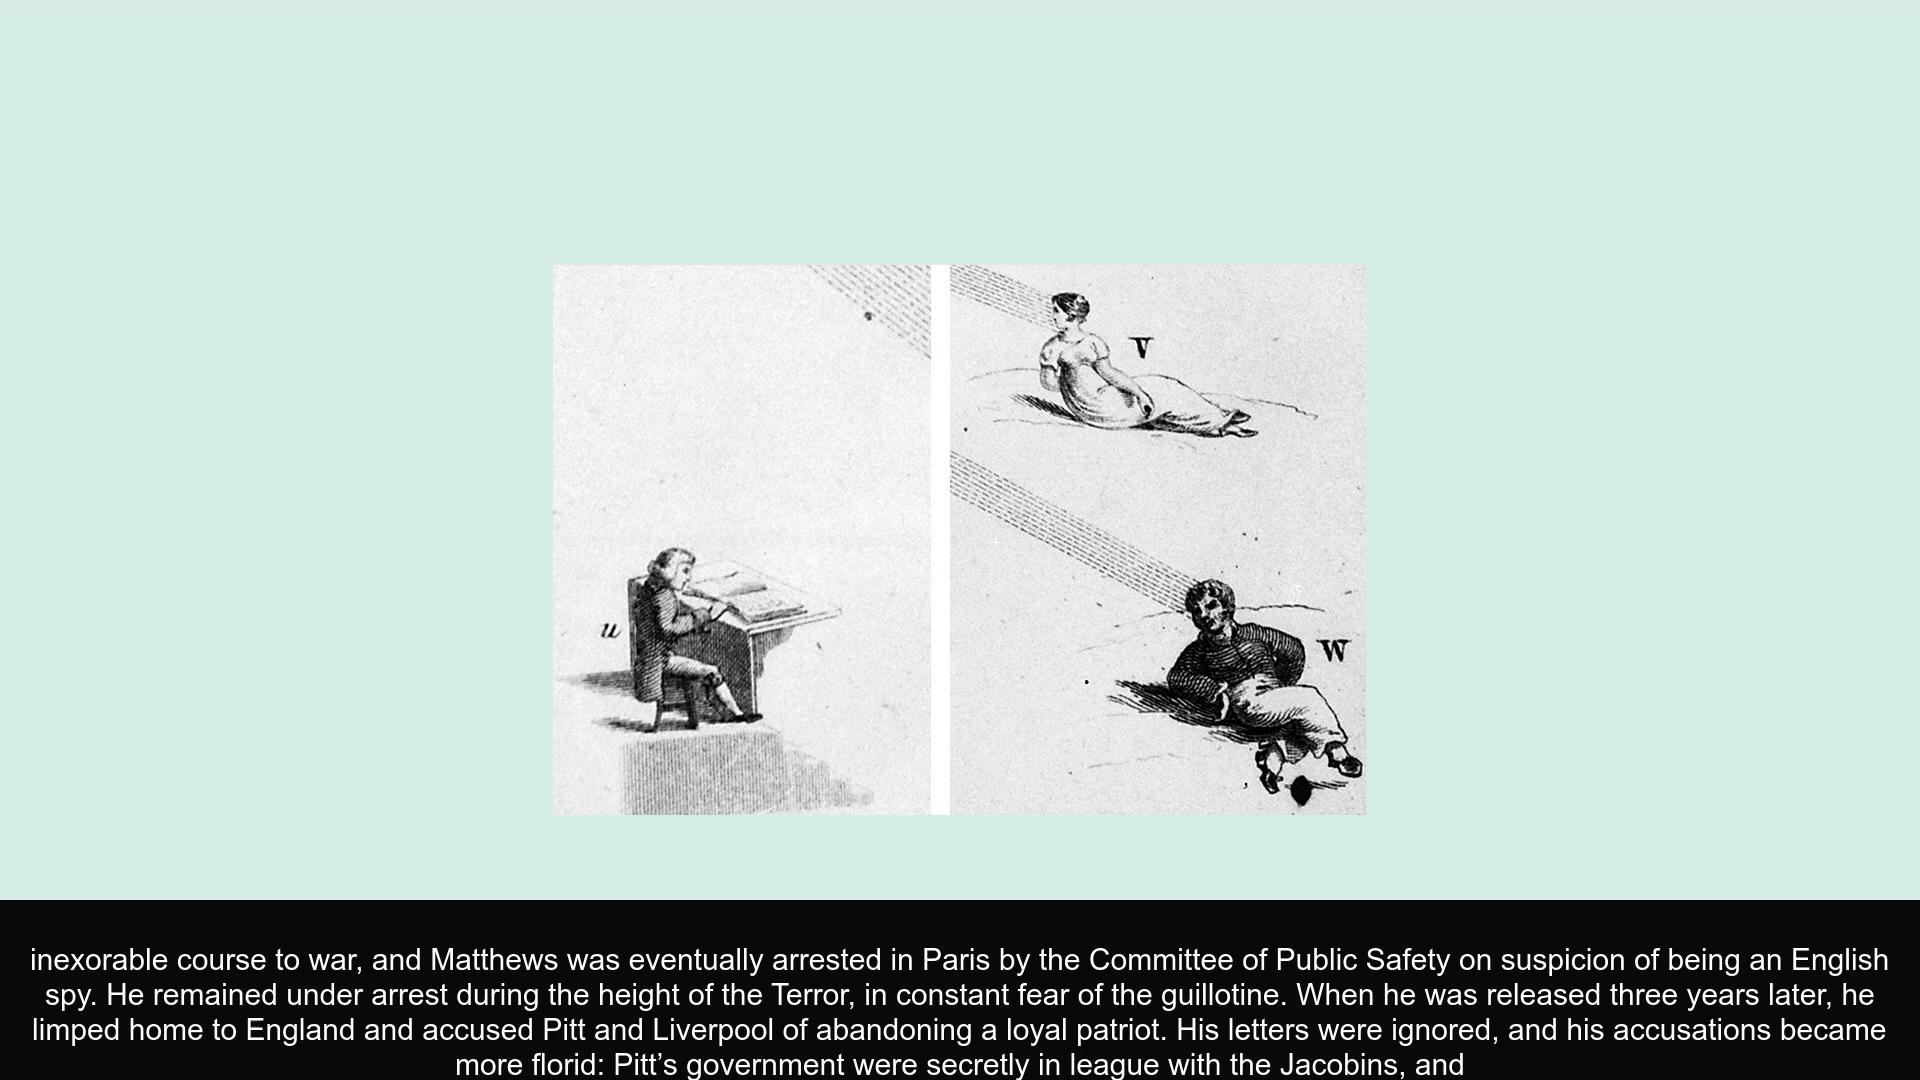 V
u
W
inexorable course to war, and Matthews was eventually arrested in Paris by the Committee of Public Safety on suspicion of being an English
spy. He remained under arrest during the height of the Terror, in constant fear of the guillotine. When he was released three years later, he
limped home to England and accused Pitt and Liverpool of abandoning a loyal patriot. His letters were ignored, and his accusations became
more florid: Pitt’s government were secretly in league with the Jacobins, and